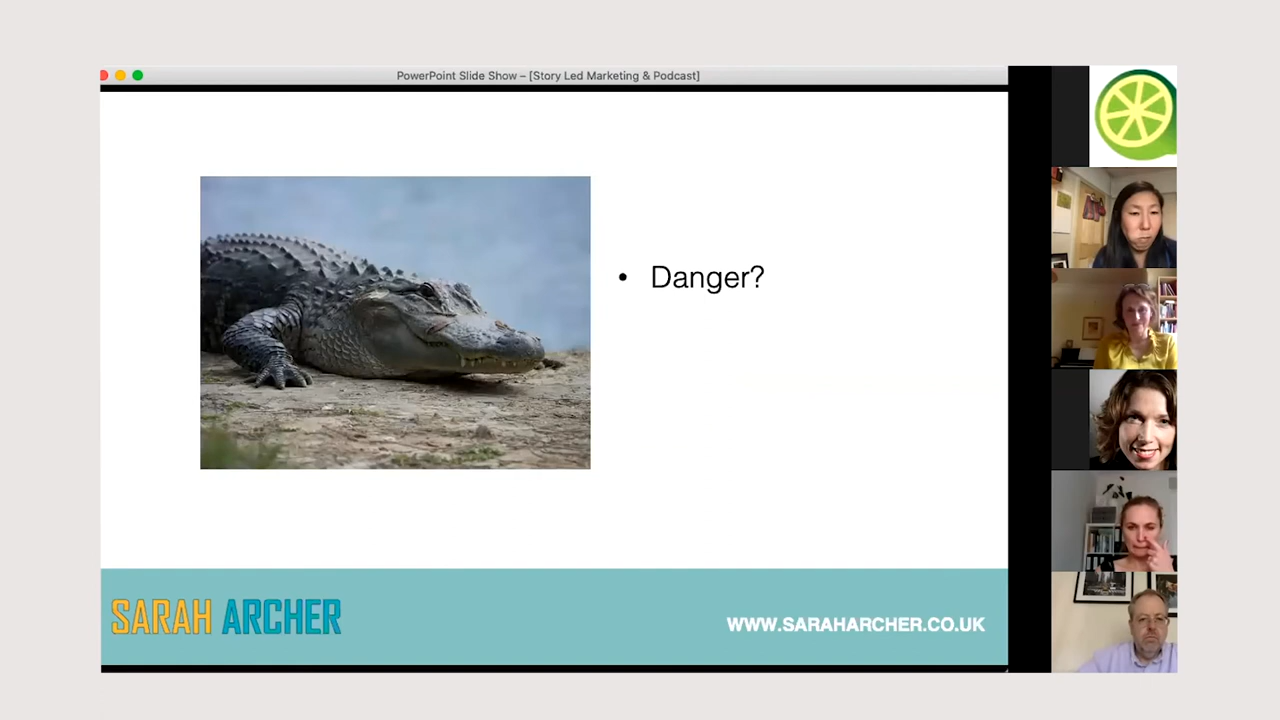 PowerPoint Slide Show – [Story Led Marketing & Podcast]
• Danger?
SARAH ARCHER
WWW.SARAHARCHER.CO.UK